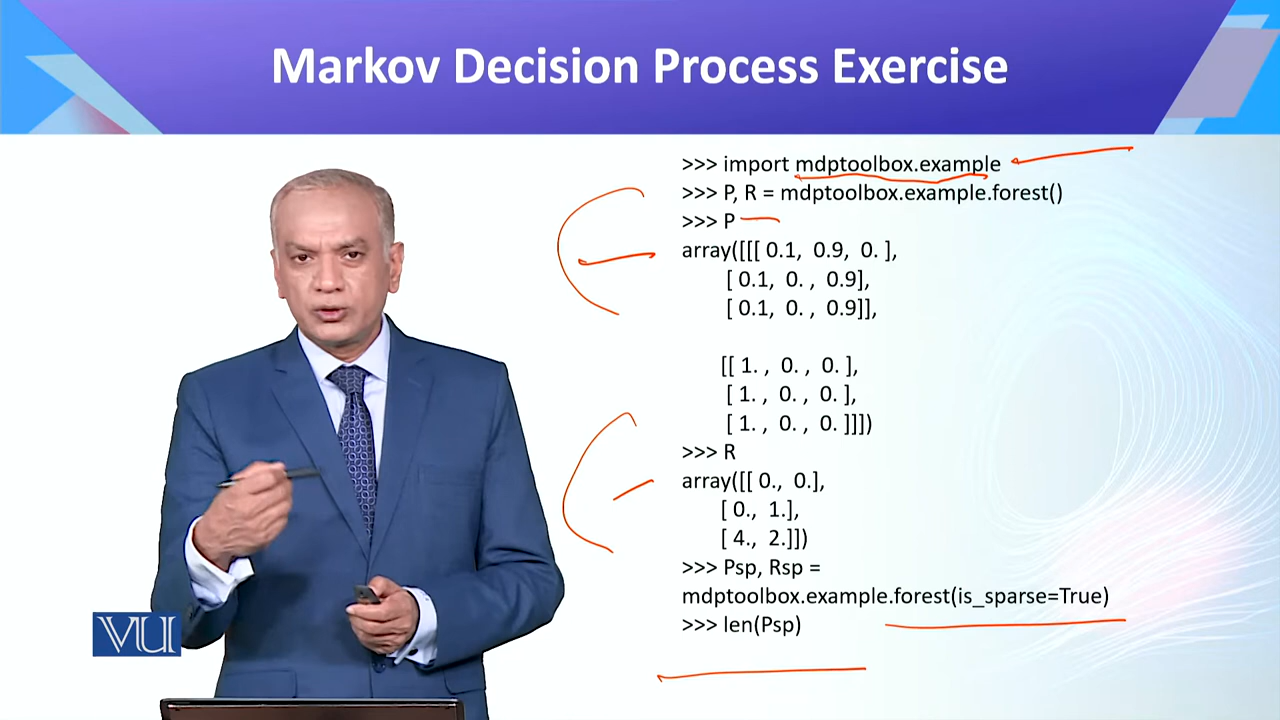 Markov Decision Process Exercise
>>> import mdptoolbox.example
>>> P, R = mdptoolbox.example.forest()
>>> P
array([[[ 0.1, 0.9, 0. ],
[ 0.1, 0. , 0.9],
[ 0.1, 0. , 0.9]],
[[ 1. , 0. , 0. ],
[ 1. , 0. , 0. ],
[ 1. , 0. , 0. ]]])
>>> R
array([[ 0., 0.],
[ 0., 1.],
[ 4., 2.]])
>>> Psp, Rsp =
mdptoolbox.example.forest(is_sparse=True)
>>> len(Psp)
VU